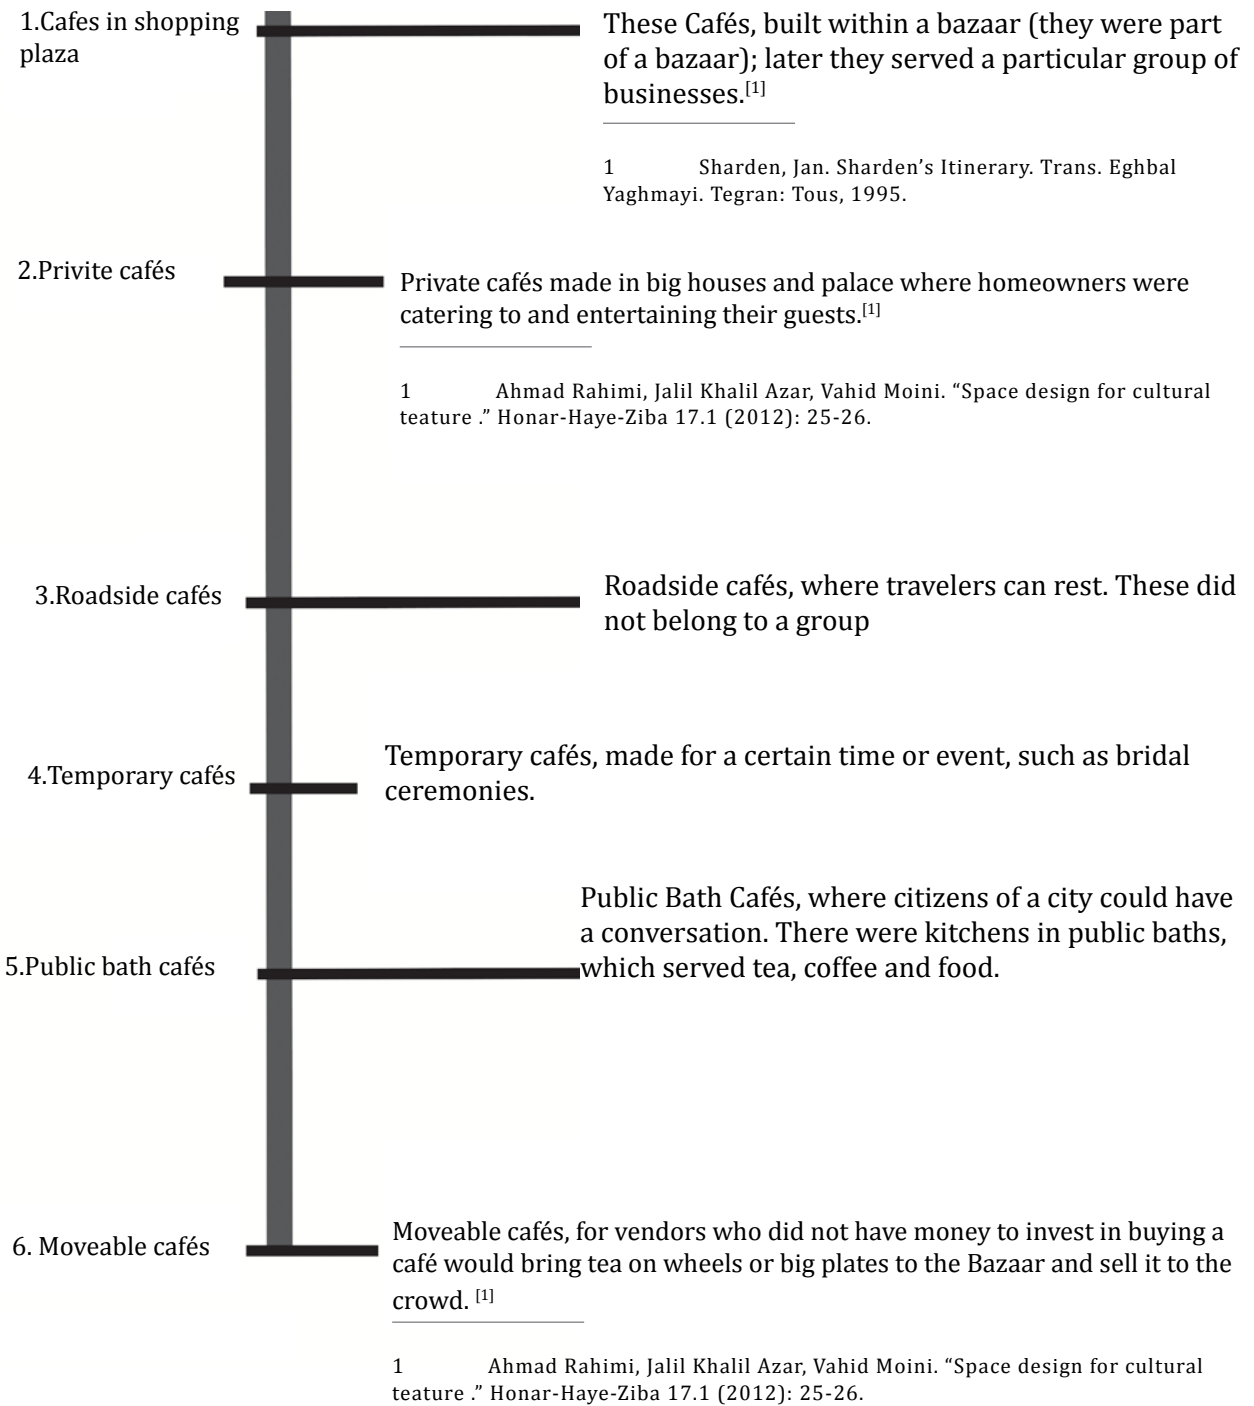 1.Cafes in shopping
plaza
These Cafés, built within a bazaar (they were part
of a bazaar); later they served a particular group of
businesses.[1]
1 Sharden, Jan. Sharden’s Itinerary. Trans. Eghbal
Yaghmayi. Tegran: Tous, 1995.
2.Privite cafés
Private cafés made in big houses and palace where homeowners were
catering to and entertaining their guests.[1]
1 Ahmad Rahimi, Jalil Khalil Azar, Vahid Moini. “Space design for cultural
teature .” Honar-Haye-Ziba 17.1 (2012): 25-26.
3.Roadside cafés
Roadside cafés, where travelers can rest. These did
not belong to a group
4.Temporary cafés
Temporary cafés, made for a certain time or event, such as bridal
ceremonies.
5.Public bath cafés
Public Bath Cafés, where citizens of a city could have
a conversation. There were kitchens in public baths,
which served tea, coffee and food.
6. Moveable cafés
Moveable cafés, for vendors who did not have money to invest in buying a
café would bring tea on wheels or big plates to the Bazaar and sell it to the
crowd. [1]
1 Ahmad Rahimi, Jalil Khalil Azar, Vahid Moini. “Space design for cultural
teature .” Honar-Haye-Ziba 17.1 (2012): 25-26.